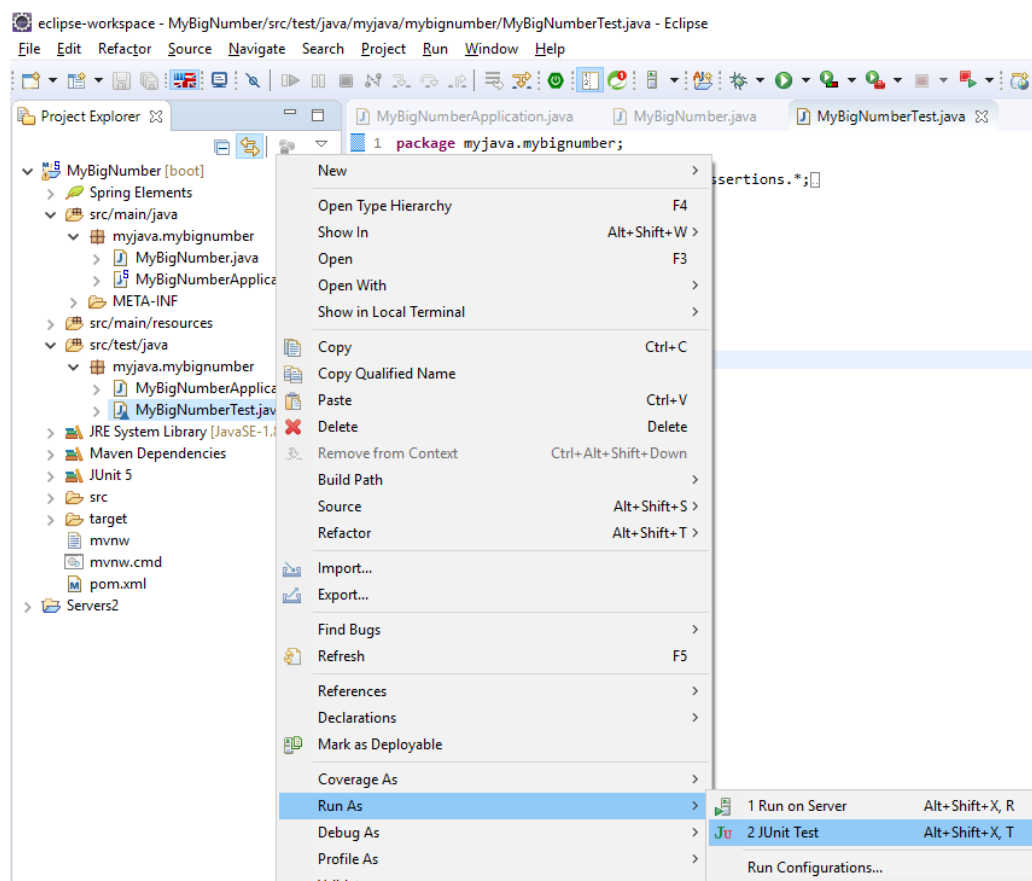 eclipse-workspace - MyBigNumber/src/test/java/myjava/mybignumber/MyBigNumberTest.java - Eclipse
File Edit Refactor Source Navigate Search Project Run Window Help
Project Explorer
MyBigNumberApplication.java MyBigNumber.java MyBigNumberTest.java
1 package myjava.mybignumber;
ssertions.*;
MyBigNumber [boot]
Spring Elements
src/main/java
myjava.mybignumber
MyBigNumber.java
MyBigNumberApplica
META-INF
src/main/resources
src/test/java
myjava.mybignumber
MyBigNumberApplica
MyBigNumberTest.jav
JRE System Library [JavaSE-1.8
Maven Dependencies
JUnit 5
src
target
mvnw
mvnw.cmd
pom.xml
Servers2
New
Open Type Hierarchy F4
Show In Alt+Shift+W
Open F3
Open With
Show in Local Terminal
Copy Ctrl+C
Copy Qualified Name
Paste Ctrl+V
Delete Delete
Remove from Context Ctrl+Alt+Shift+Down
Build Path
Source Alt+Shift+S
Refactor Alt+Shift+T
Import...
Export...
Find Bugs
Refresh F5
References
Declarations
Mark as Deployable
Coverage As
Run As
Debug As
Profile As
1 Run on Server Alt+Shift+X, R
Ju 2 JUnit Test Alt+Shift+X, T
Run Configurations...